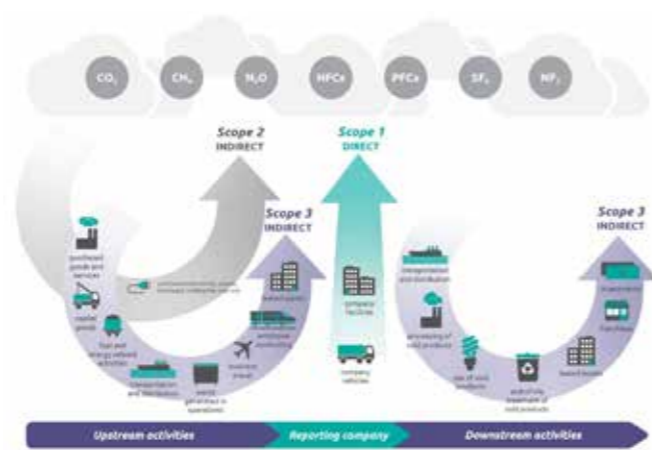 CO₂ CH₄ N₂O HFCs PFCs SF₆ NF₃
Scope 2
INDIRECT
Scope 1
DIRECT
Scope 3
INDIRECT
Scope 3
INDIRECT
purchased
goods and
services
capital
goods
fuel and
energy related
activities
transportation
and distribution
waste
generated in
operations
business
travel
employee
commuting
leased assets
company
facilities
company
vehicles
transportation
and distribution
processing of
sold products
use of sold
products
end-of-life
treatment of
sold products
leased assets
franchises
investments
Upstream activities
Reporting company
Downstream activities